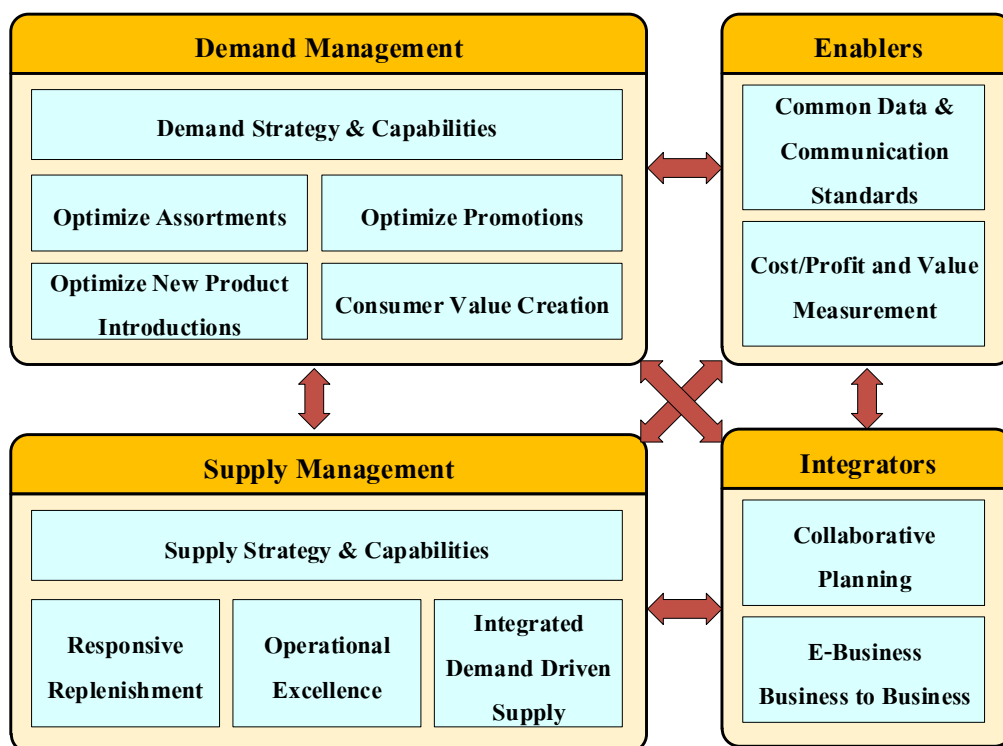 Demand Management
Demand Strategy & Capabilities
Optimize Assortments
Optimize Promotions
Optimize New Product
Introductions
Consumer Value Creation
Enablers
Common Data &
Communication
Standards
Cost/Profit and Value
Measurement
Supply Management
Supply Strategy & Capabilities
Responsive
Replenishment
Operational
Excellence
Integrated
Demand Driven
Supply
Integrators
Collaborative
Planning
E-Business
Business to Business